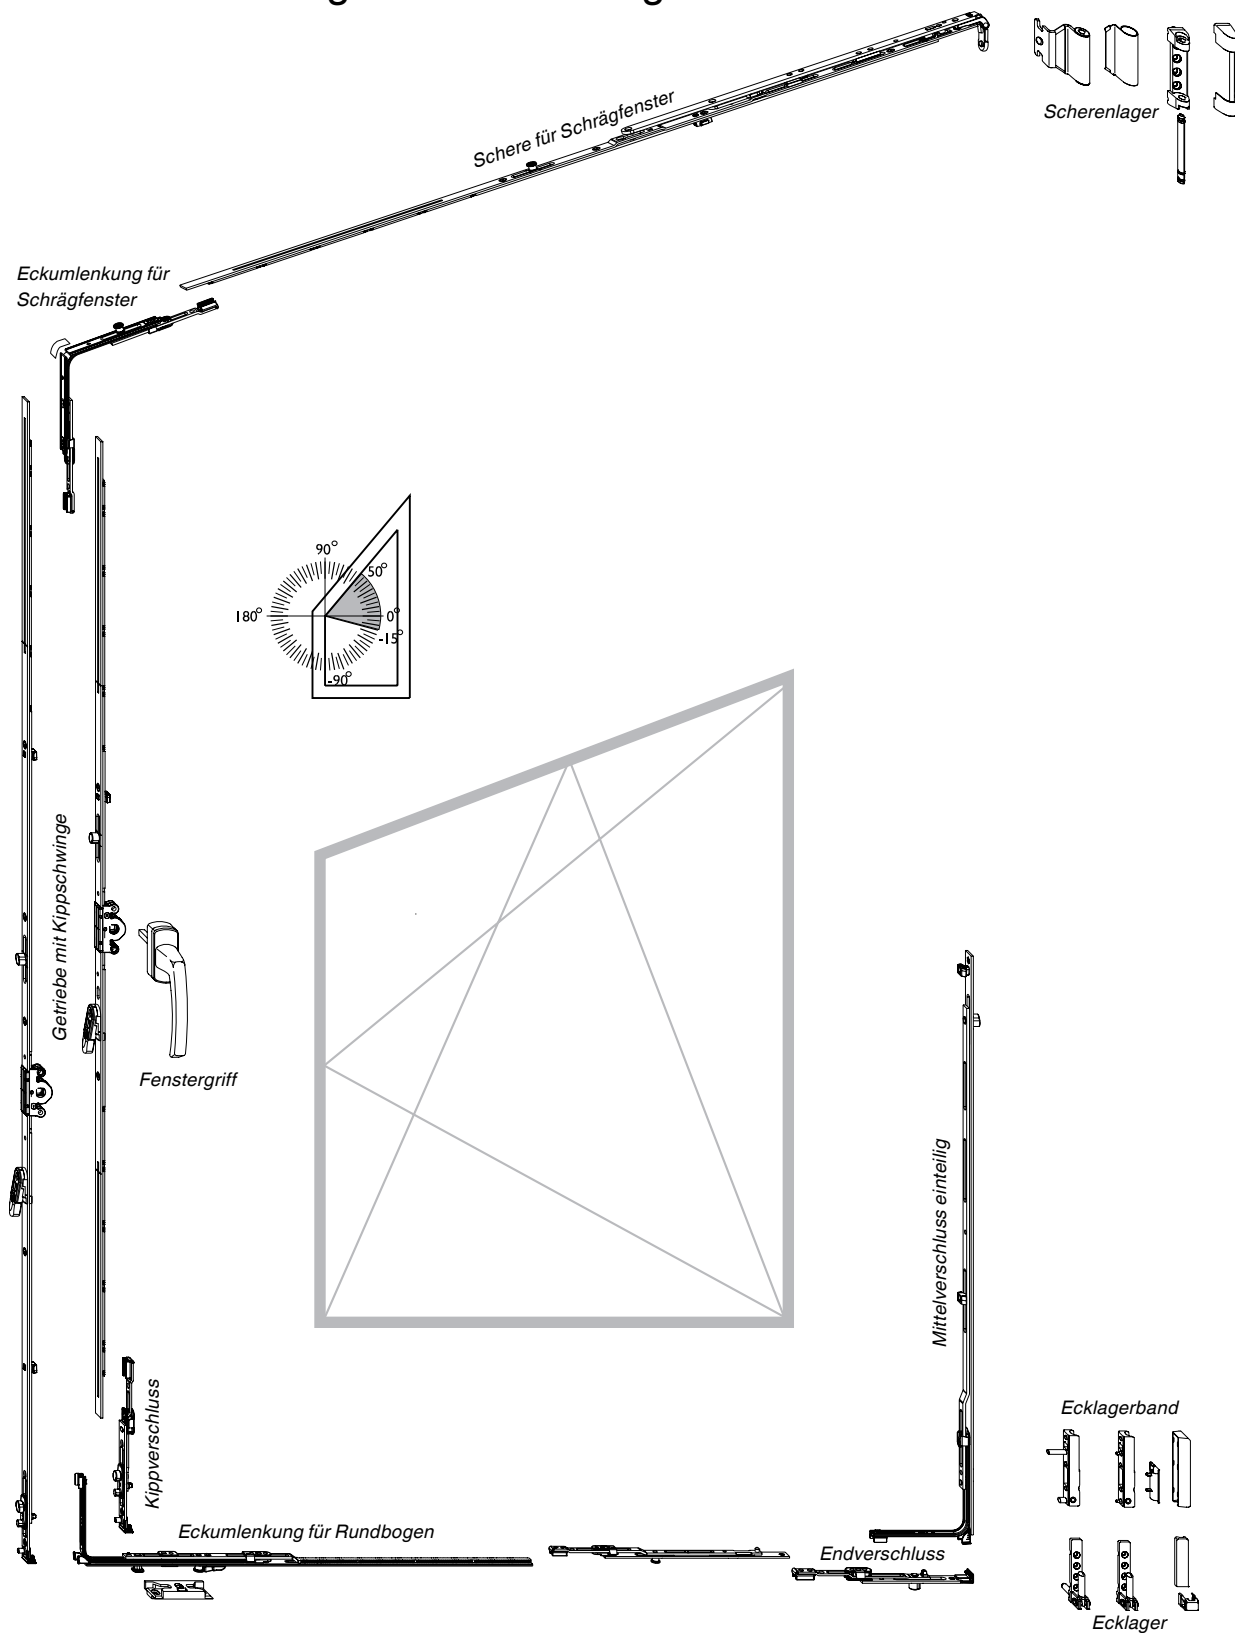 Scherenlager
Schere für Schrägfenster
Eckumlenkung für
Schrägfenster
90°
50°
180°
0°
-15°
-90°
Getriebe mit Kippschwinge
Fenstergriff
Mittelverschluss einteilig
Kippverschluss
Ecklagerband
Eckumlenkung für Rundbogen
Endverschluss
Ecklager